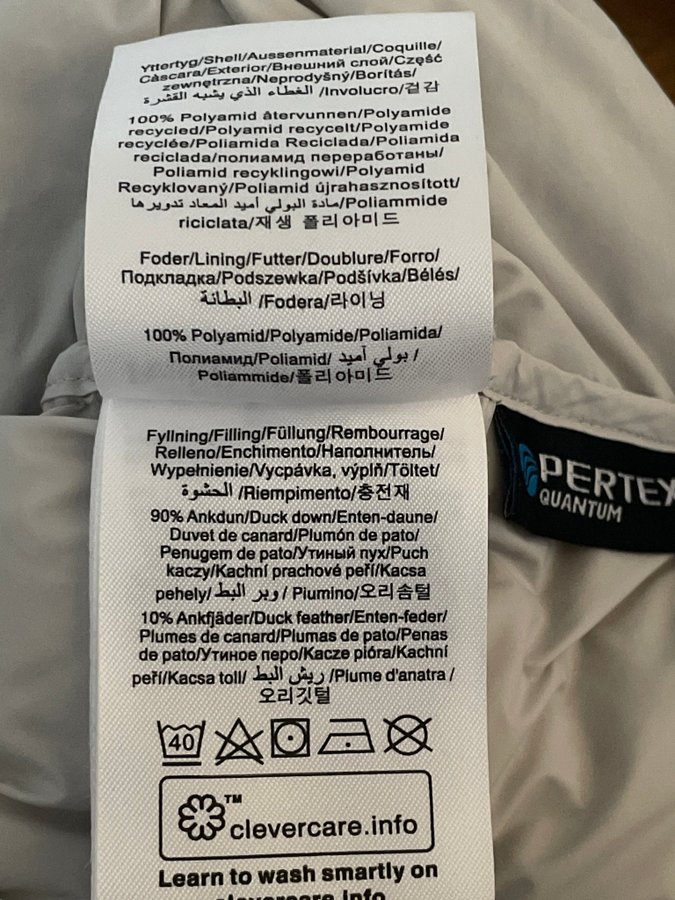 Yttertyg/Shell/Aussenmaterial/Coquille/
Càscara/Exterior/Внешний слой/Część
zewnętrzna/Neprodyšný/Borítás/
الغطاء الذي يشبه القشرة /Involucro/겉감
100% Polyamid återvunnen/Polyamide
recycled/Polyamid recycelt/Polyamide
recyclée/Poliamida Reciclada/Poliamida
reciclada/полиамид переработаны/
Poliamid recyklingowi/Polyamid
Recyklovaný/Poliamid újrahasznosított/
مادة البولي أميد المعاد تدويرها/Poliammide
riciclata/재생 폴리아미드
Foder/Lining/Futter/Doublure/Forro/
Подкладка/Podszewka/Podšívka/Bélés/
البطانة /Fodera/라이닝
100% Polyamid/Polyamide/Poliamida/
Полиамид/Poliamid/ بولي أميد /
Poliammide/폴리아미드
Fyllning/Filling/Füllung/Rembourrage/
Relleno/Enchimento/Наполнитель/
Wypełnienie/Vycpávka, výplň/Töltet/
الحشوة /Riempimento/충전재
90% Ankdun/Duck down/Enten-daune/
Duvet de canard/Plumón de pato/
Penugem de pato/Утиный пух/Puch
kaczy/Kachní prachové peří/Kacsa
pehely/ وبر البط / Piumino/오리솜털
10% Ankfjäder/Duck feather/Enten-feder/
Plumes de canard/Plumas de pato/Penas
de pato/Утиное перо/Kacze pióra/Kachní
peří/Kacsa toll/ ريش البط /Piume d'anatra /
오리깃털
40
™
clevercare.info
Learn to wash smartly on
clevercare.info
PERTEX
QUANTUM